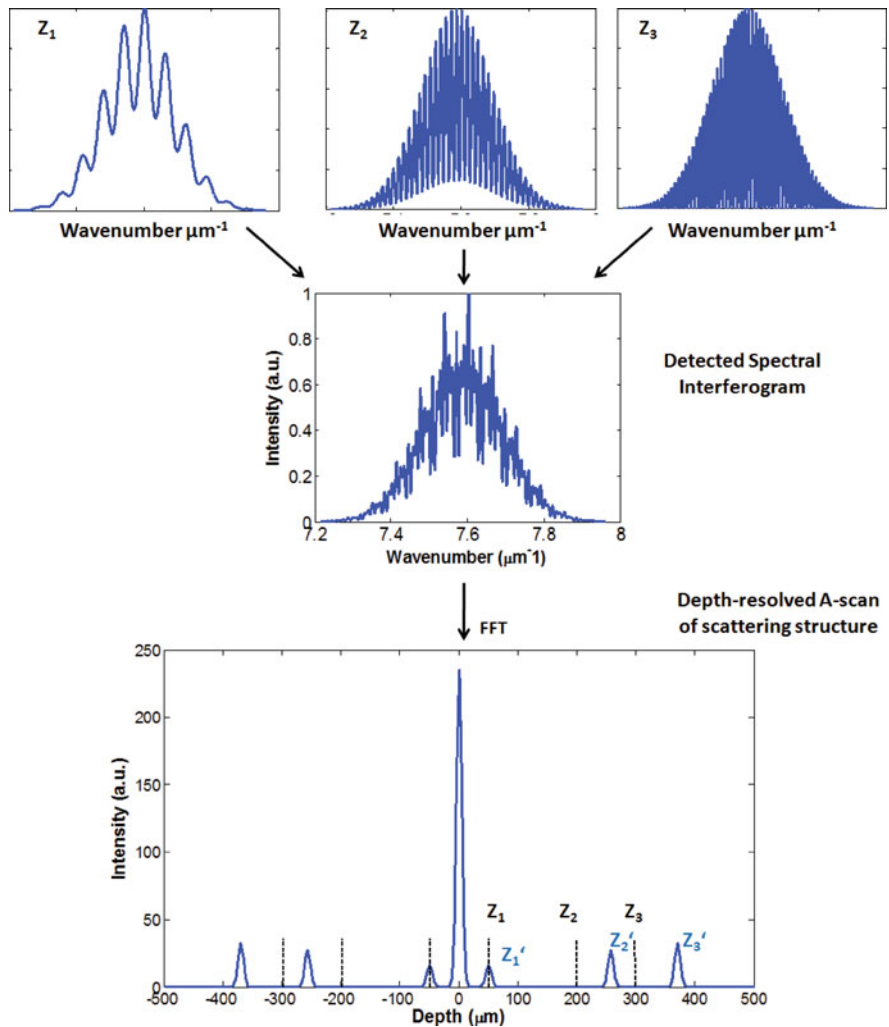 Z1
Z2
Z3
Wavenumber µm-1
Wavenumber µm-1
Wavenumber µm-1
1
0.8
0.6
0.4
0.2
0
Intensity (a.u.)
7.2 7.4 7.6 7.8 8
Wavenumber (µm-1)
Detected Spectral
Interferogram
FFT
Depth-resolved A-scan
of scattering structure
250
200
150
100
50
0
Intensity (a.u.)
Z1 Z2 Z3
Z1' Z2' Z3'
-500 -400 -300 -200 -100 0 100 200 300 400 500
Depth (µm)